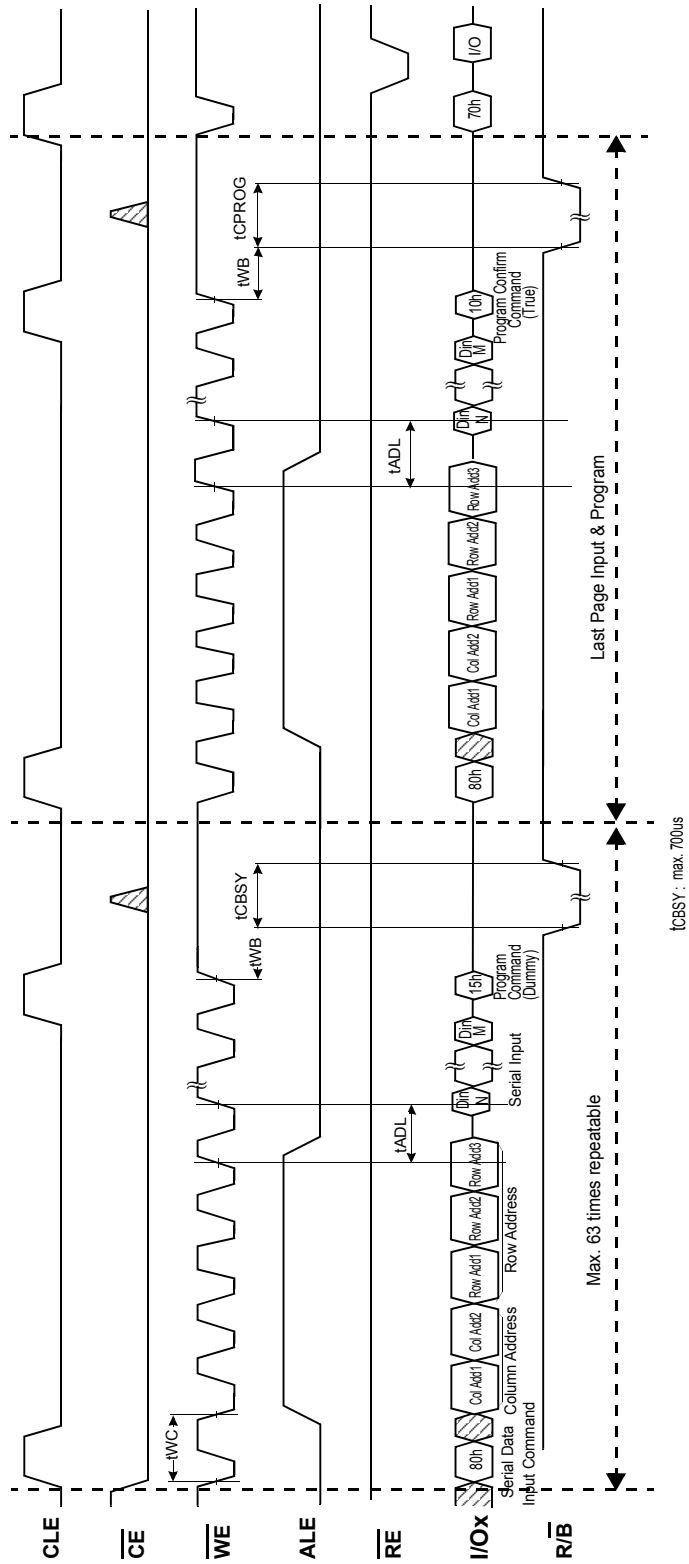 CLE
CE
WE
tWC
ALE
RE
tADL
tWB
tCBSY
tADL
tWB
tCPROG
I/Ox
80h
Col Add1
Col Add2
Row Add1
Row Add2
Row Add3
Din
N
Din
M
15h
80h
Col Add1
Col Add2
Row Add1
Row Add2
Row Add3
Din
N
Din
M
10h
70h
I/O
Serial Data
Input Command
Column Address
Row Address
Serial Input
Program
Command
(Dummy)
Program Confirm
Command
(True)
R/B
Max. 63 times repeatable
Last Page Input & Program
tCBSY : max. 700us